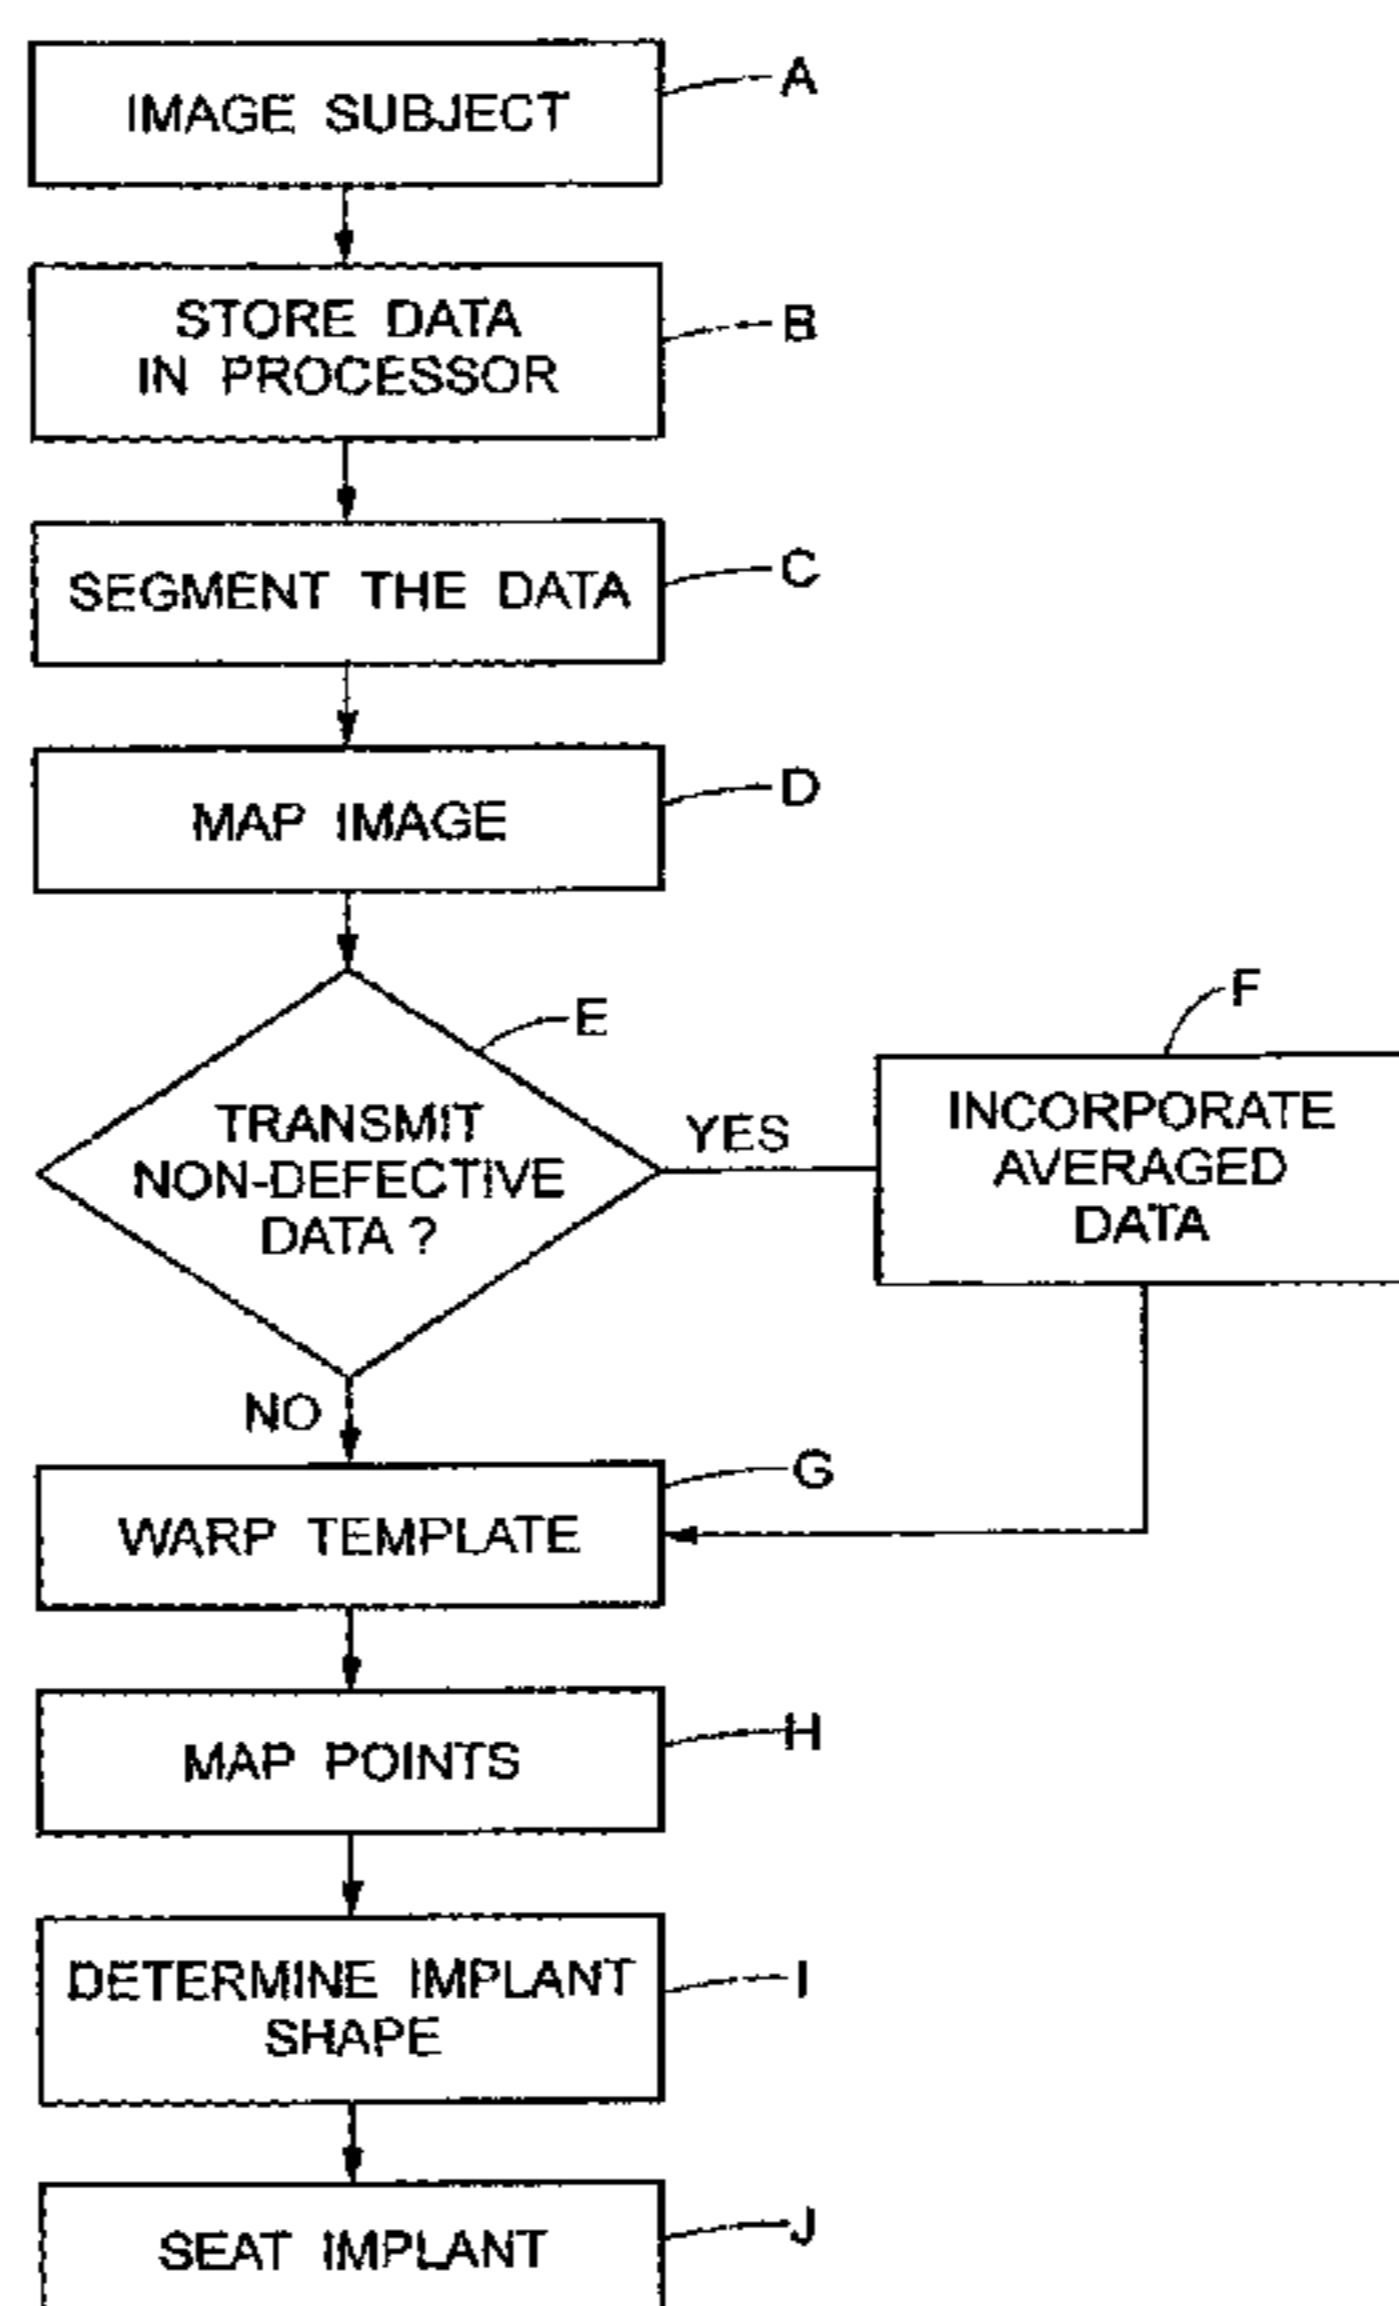 IMAGE SUBJECT
A
STORE DATA
IN PROCESSOR
B
SEGMENT THE DATA
C
MAP IMAGE
D
E
TRANSMIT
NON-DEFECTIVE
DATA ?
YES
F
INCORPORATE
AVERAGED
DATA
NO
WARP TEMPLATE
G
MAP POINTS
H
DETERMINE IMPLANT
SHAPE
I
SEAT IMPLANT
J